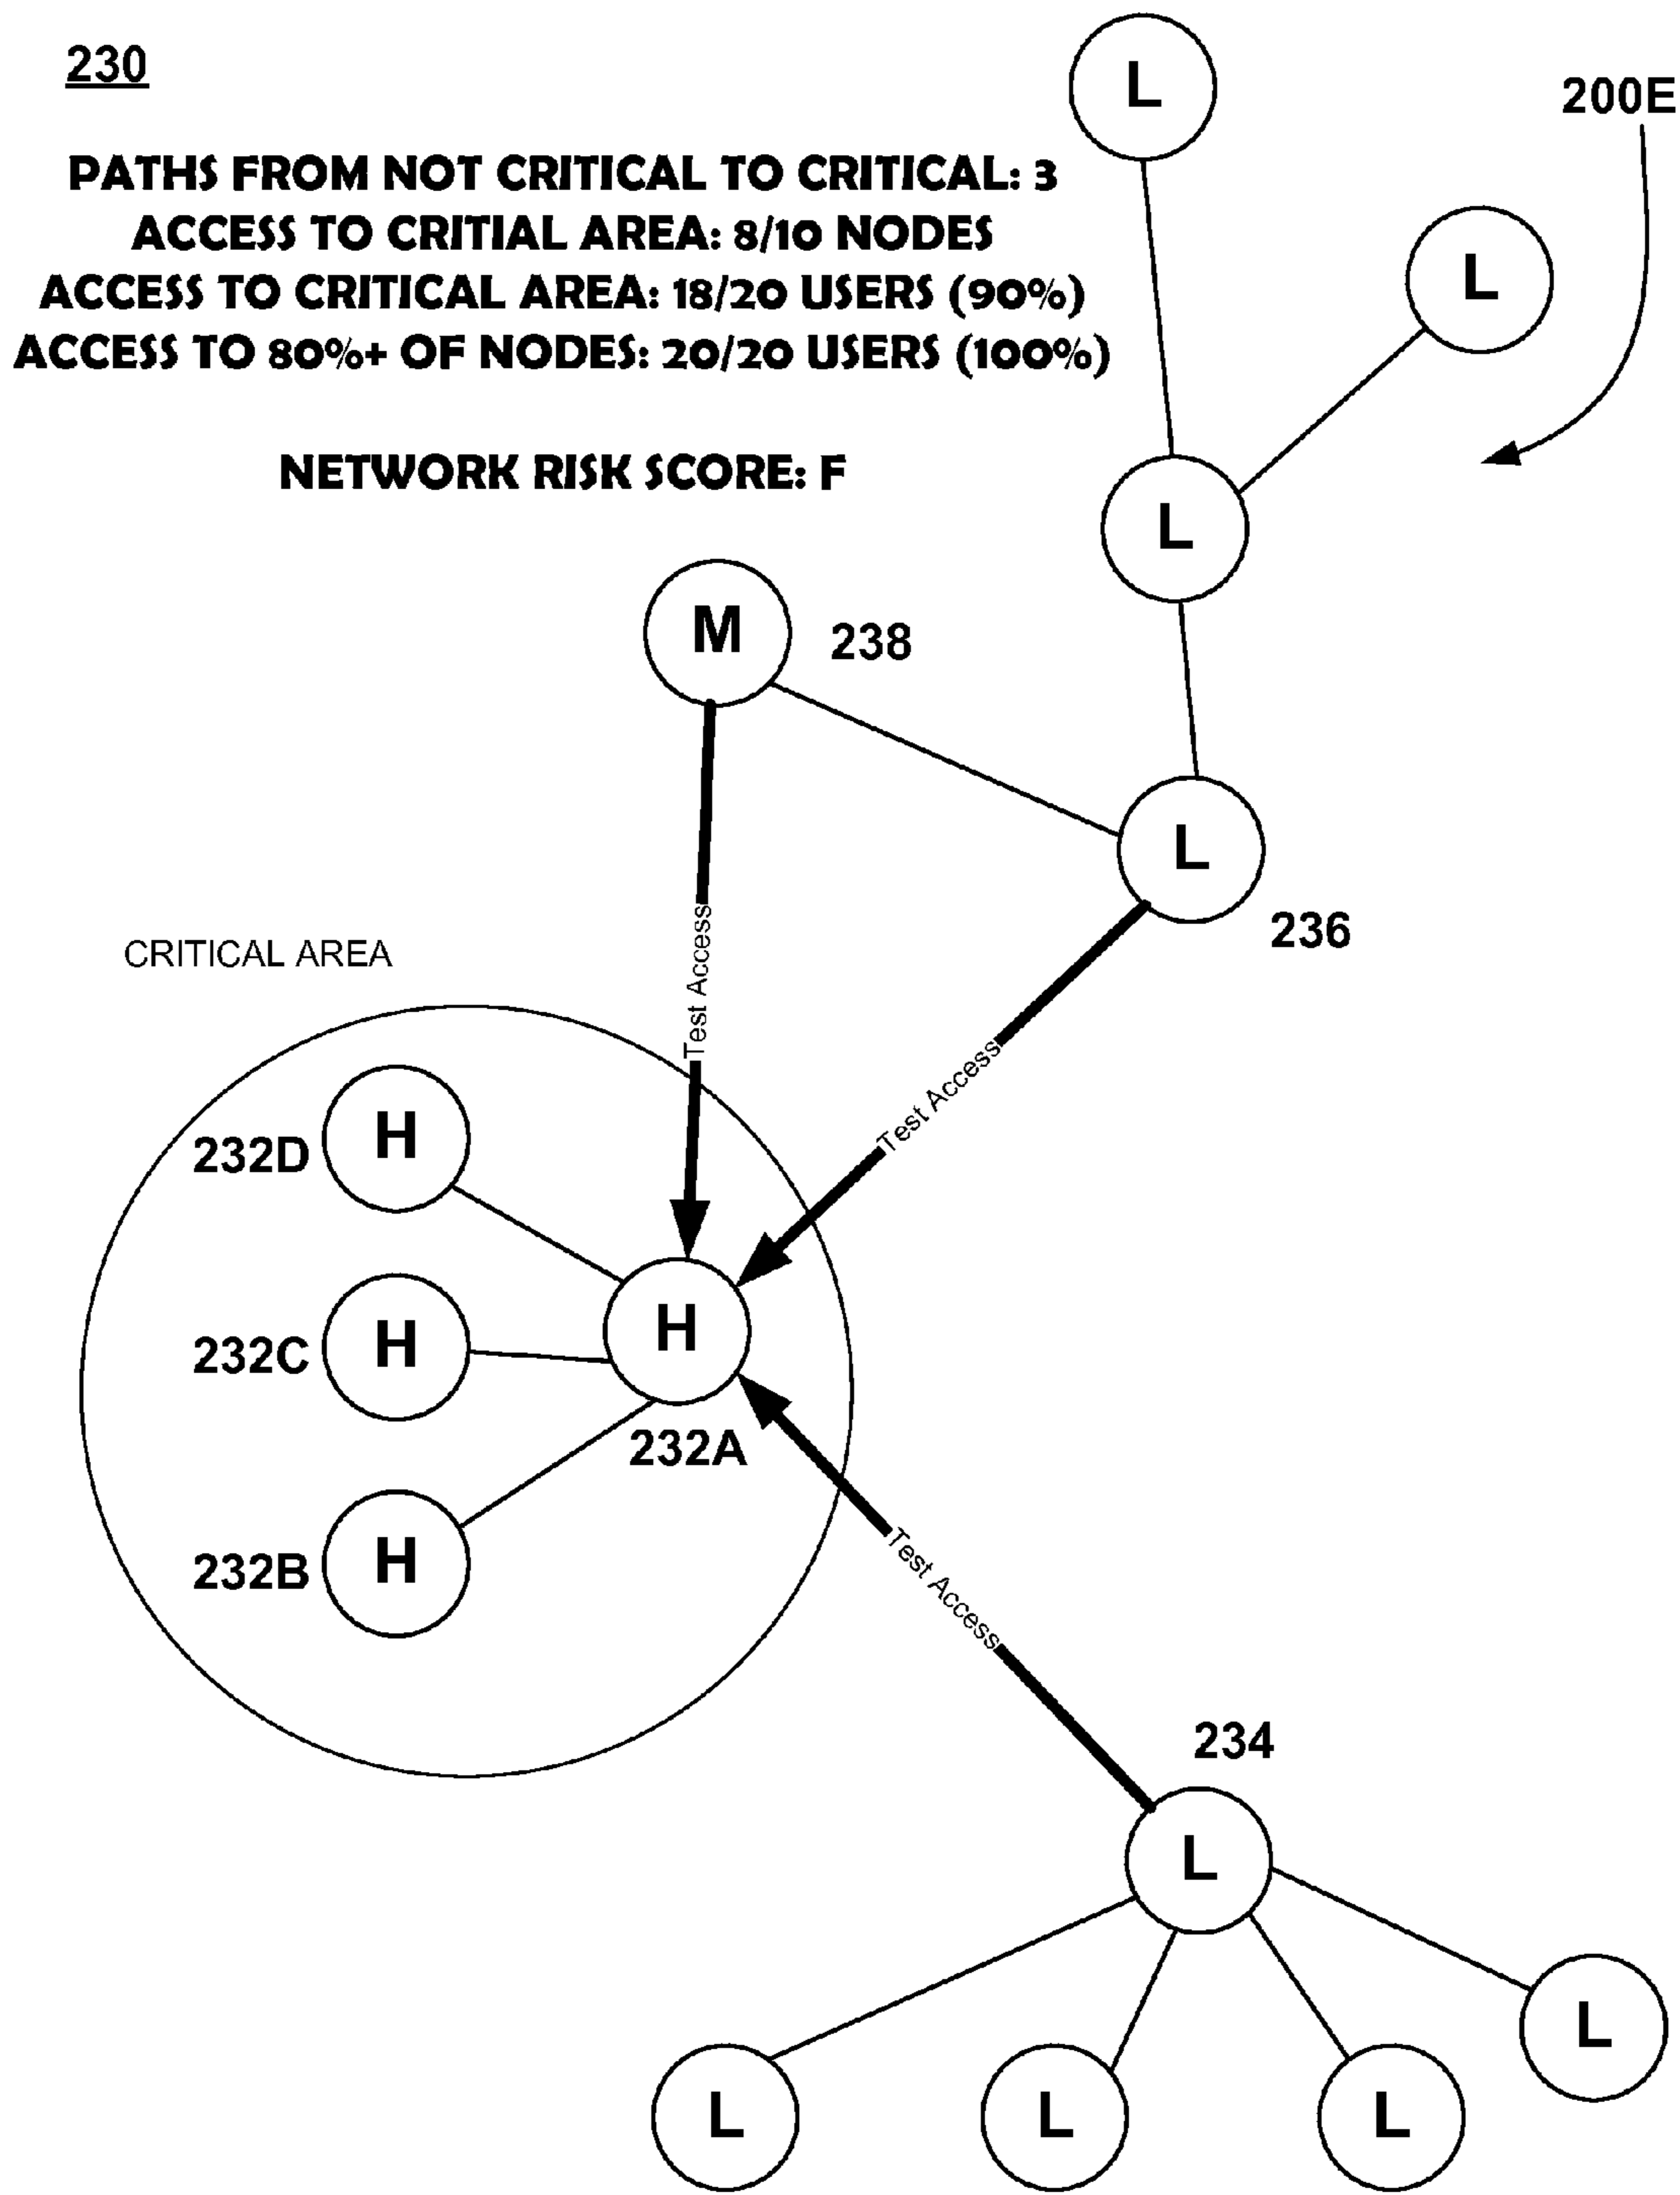 230
L
200E
PATHS FROM NOT CRITICAL TO CRITICAL: 3
ACCESS TO CRITIAL AREA: 8/10 NODES
L
ACCESS TO CRITICAL AREA: 18/20 USERS (90%)
ACCESS TO 80%+ OF NODES: 20/20 USERS (100%)
NETWORK RISK SCORE: F
L
M
238
L
236
CRITICAL AREA
Test Access
Test Access
H
232D
H
H
232C
232A
Test Access
H
232B
234
L
L
L
L
L